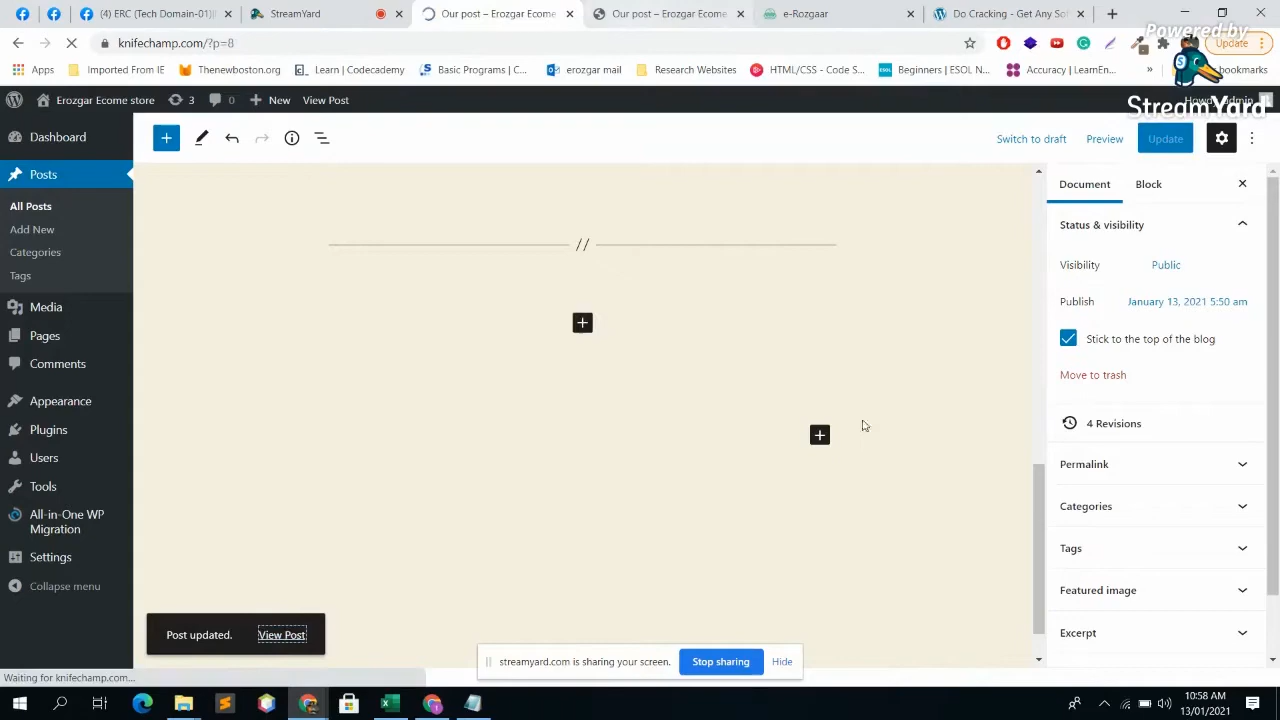 ERC (Tech Domain-01)(
StreamYard
Our post – Erozgar Ecome
Our post – Erozgar Ecome
e-Rozgaar
Do Cracking - Get Any Sof
Powered by
knifechamp.com/?p=8
Update
Apps
Imported From IE
Thenewboston.org
Learn | Codecademy
Basic Programs C...
erozgar mail
Research Websites
HTML/CSS - Code S...
Beginners | ESOL N...
Accuracy | LearnEn...
»
bookmarks
Erozgar Ecome store
3
0
New
View Post
Howdy, admin
StreamYard
Dashboard
Switch to draft
Preview
Update
Posts
Document
Block
All Posts
Add New
Categories
Tags
Status & visibility
//
Visibility
Public
Media
Publish
January 13, 2021 5:50 am
Pages
Stick to the top of the blog
Comments
Move to trash
Appearance
4 Revisions
Plugins
Users
Permalink
Tools
Categories
All-in-One WP
Migration
Tags
Settings
Featured image
Collapse menu
Post updated.
View Post
Excerpt
streamyard.com is sharing your screen.
Stop sharing
Hide
Waiting for knifechamp.com...
10:58 AM
13/01/2021